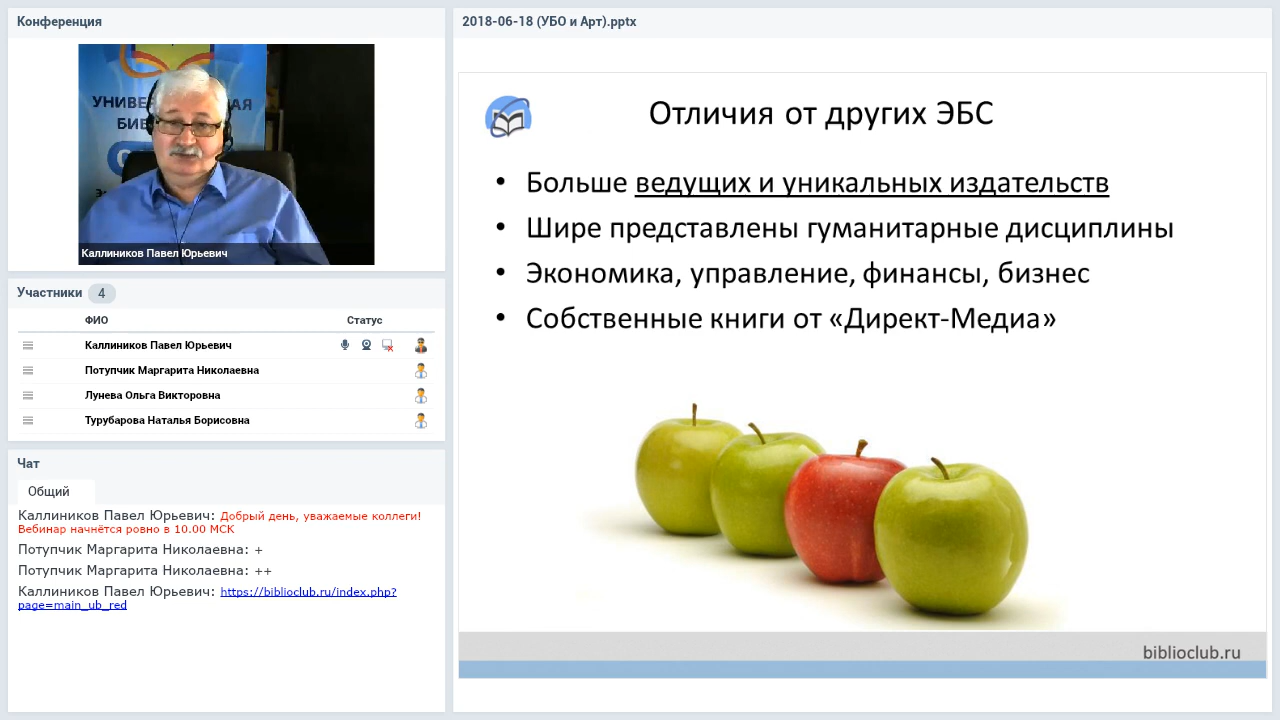 Конференция
Каллиников Павел Юрьевич
Участники 4
ФИО Статус
Каллиников Павел Юрьевич
Потупчик Маргарита Николаевна
Лунева Ольга Викторовна
Турубарова Наталья Борисовна
Чат
Общий
Каллиников Павел Юрьевич: Добрый день, уважаемые коллеги!
Вебинар начнётся ровно в 10.00 МСК
Потупчик Маргарита Николаевна: +
Потупчик Маргарита Николаевна: ++
Каллиников Павел Юрьевич: https://biblioclub.ru/index.php?
page=main_ub_red
2018-06-18 (УБО и Арт).pptx
Отличия от других ЭБС
• Больше ведущих и уникальных издательств
• Шире представлены гуманитарные дисциплины
• Экономика, управление, финансы, бизнес
• Собственные книги от «Директ-Медиа»
biblioclub.ru